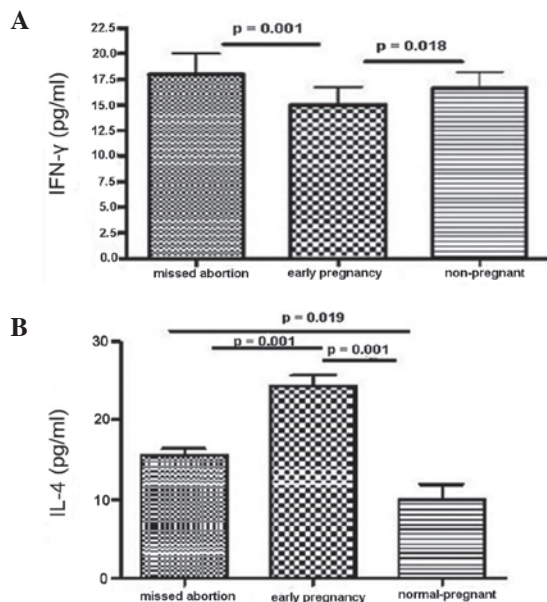 A
IFN-γ (pg/ml)
22.5
20.0
17.5
15.0
12.5
10.0
7.5
5.0
2.5
0.0
p = 0.001
p = 0.018
missed abortion
early pregnancy
non-pregnant
B
IL-4 (pg/ml)
30
20
10
0
p = 0.019
p = 0.001
p = 0.001
missed abortion
early pregnancy
normal-pregnant